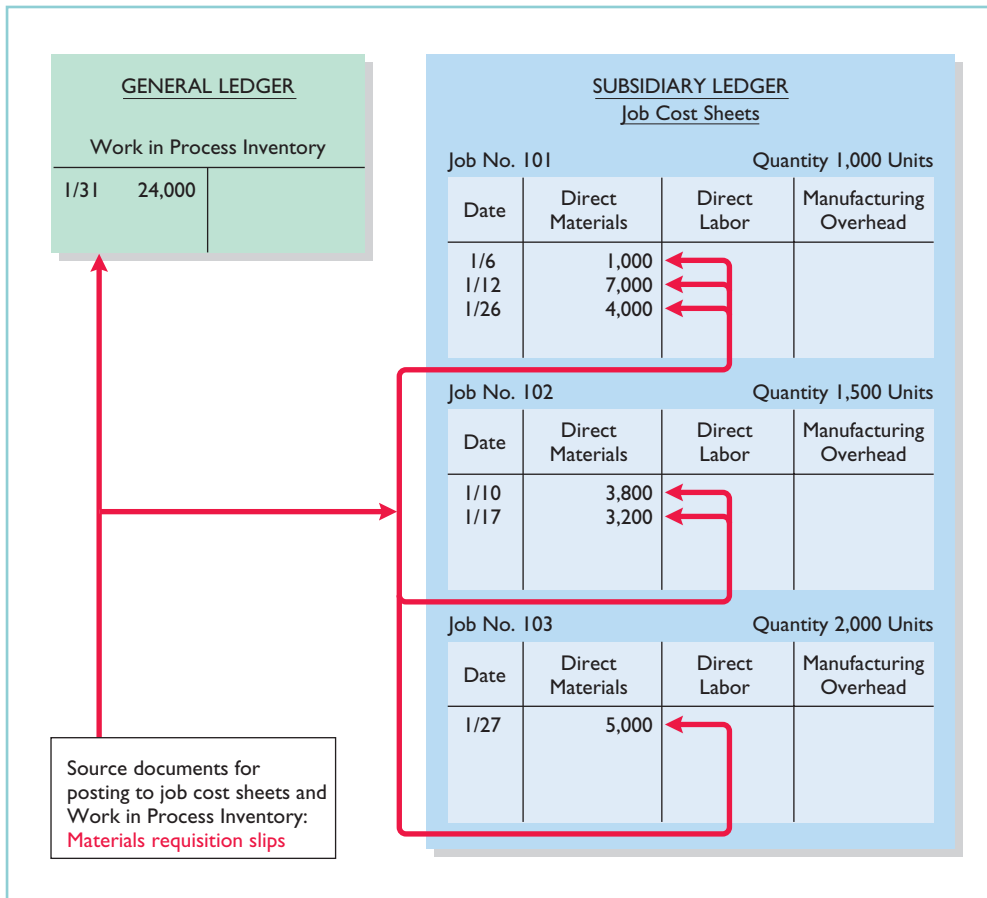 GENERAL LEDGER
Work in Process Inventory
1/31 24,000
SUBSIDIARY LEDGER
Job Cost Sheets
Job No. 101 Quantity 1,000 Units
Date Direct Materials Direct Labor Manufacturing Overhead
1/6 1,000
1/12 7,000
1/26 4,000
Job No. 102 Quantity 1,500 Units
Date Direct Materials Direct Labor Manufacturing Overhead
1/10 3,800
1/17 3,200
Job No. 103 Quantity 2,000 Units
Date Direct Materials Direct Labor Manufacturing Overhead
1/27 5,000
Source documents for
posting to job cost sheets and
Work in Process Inventory:
Materials requisition slips